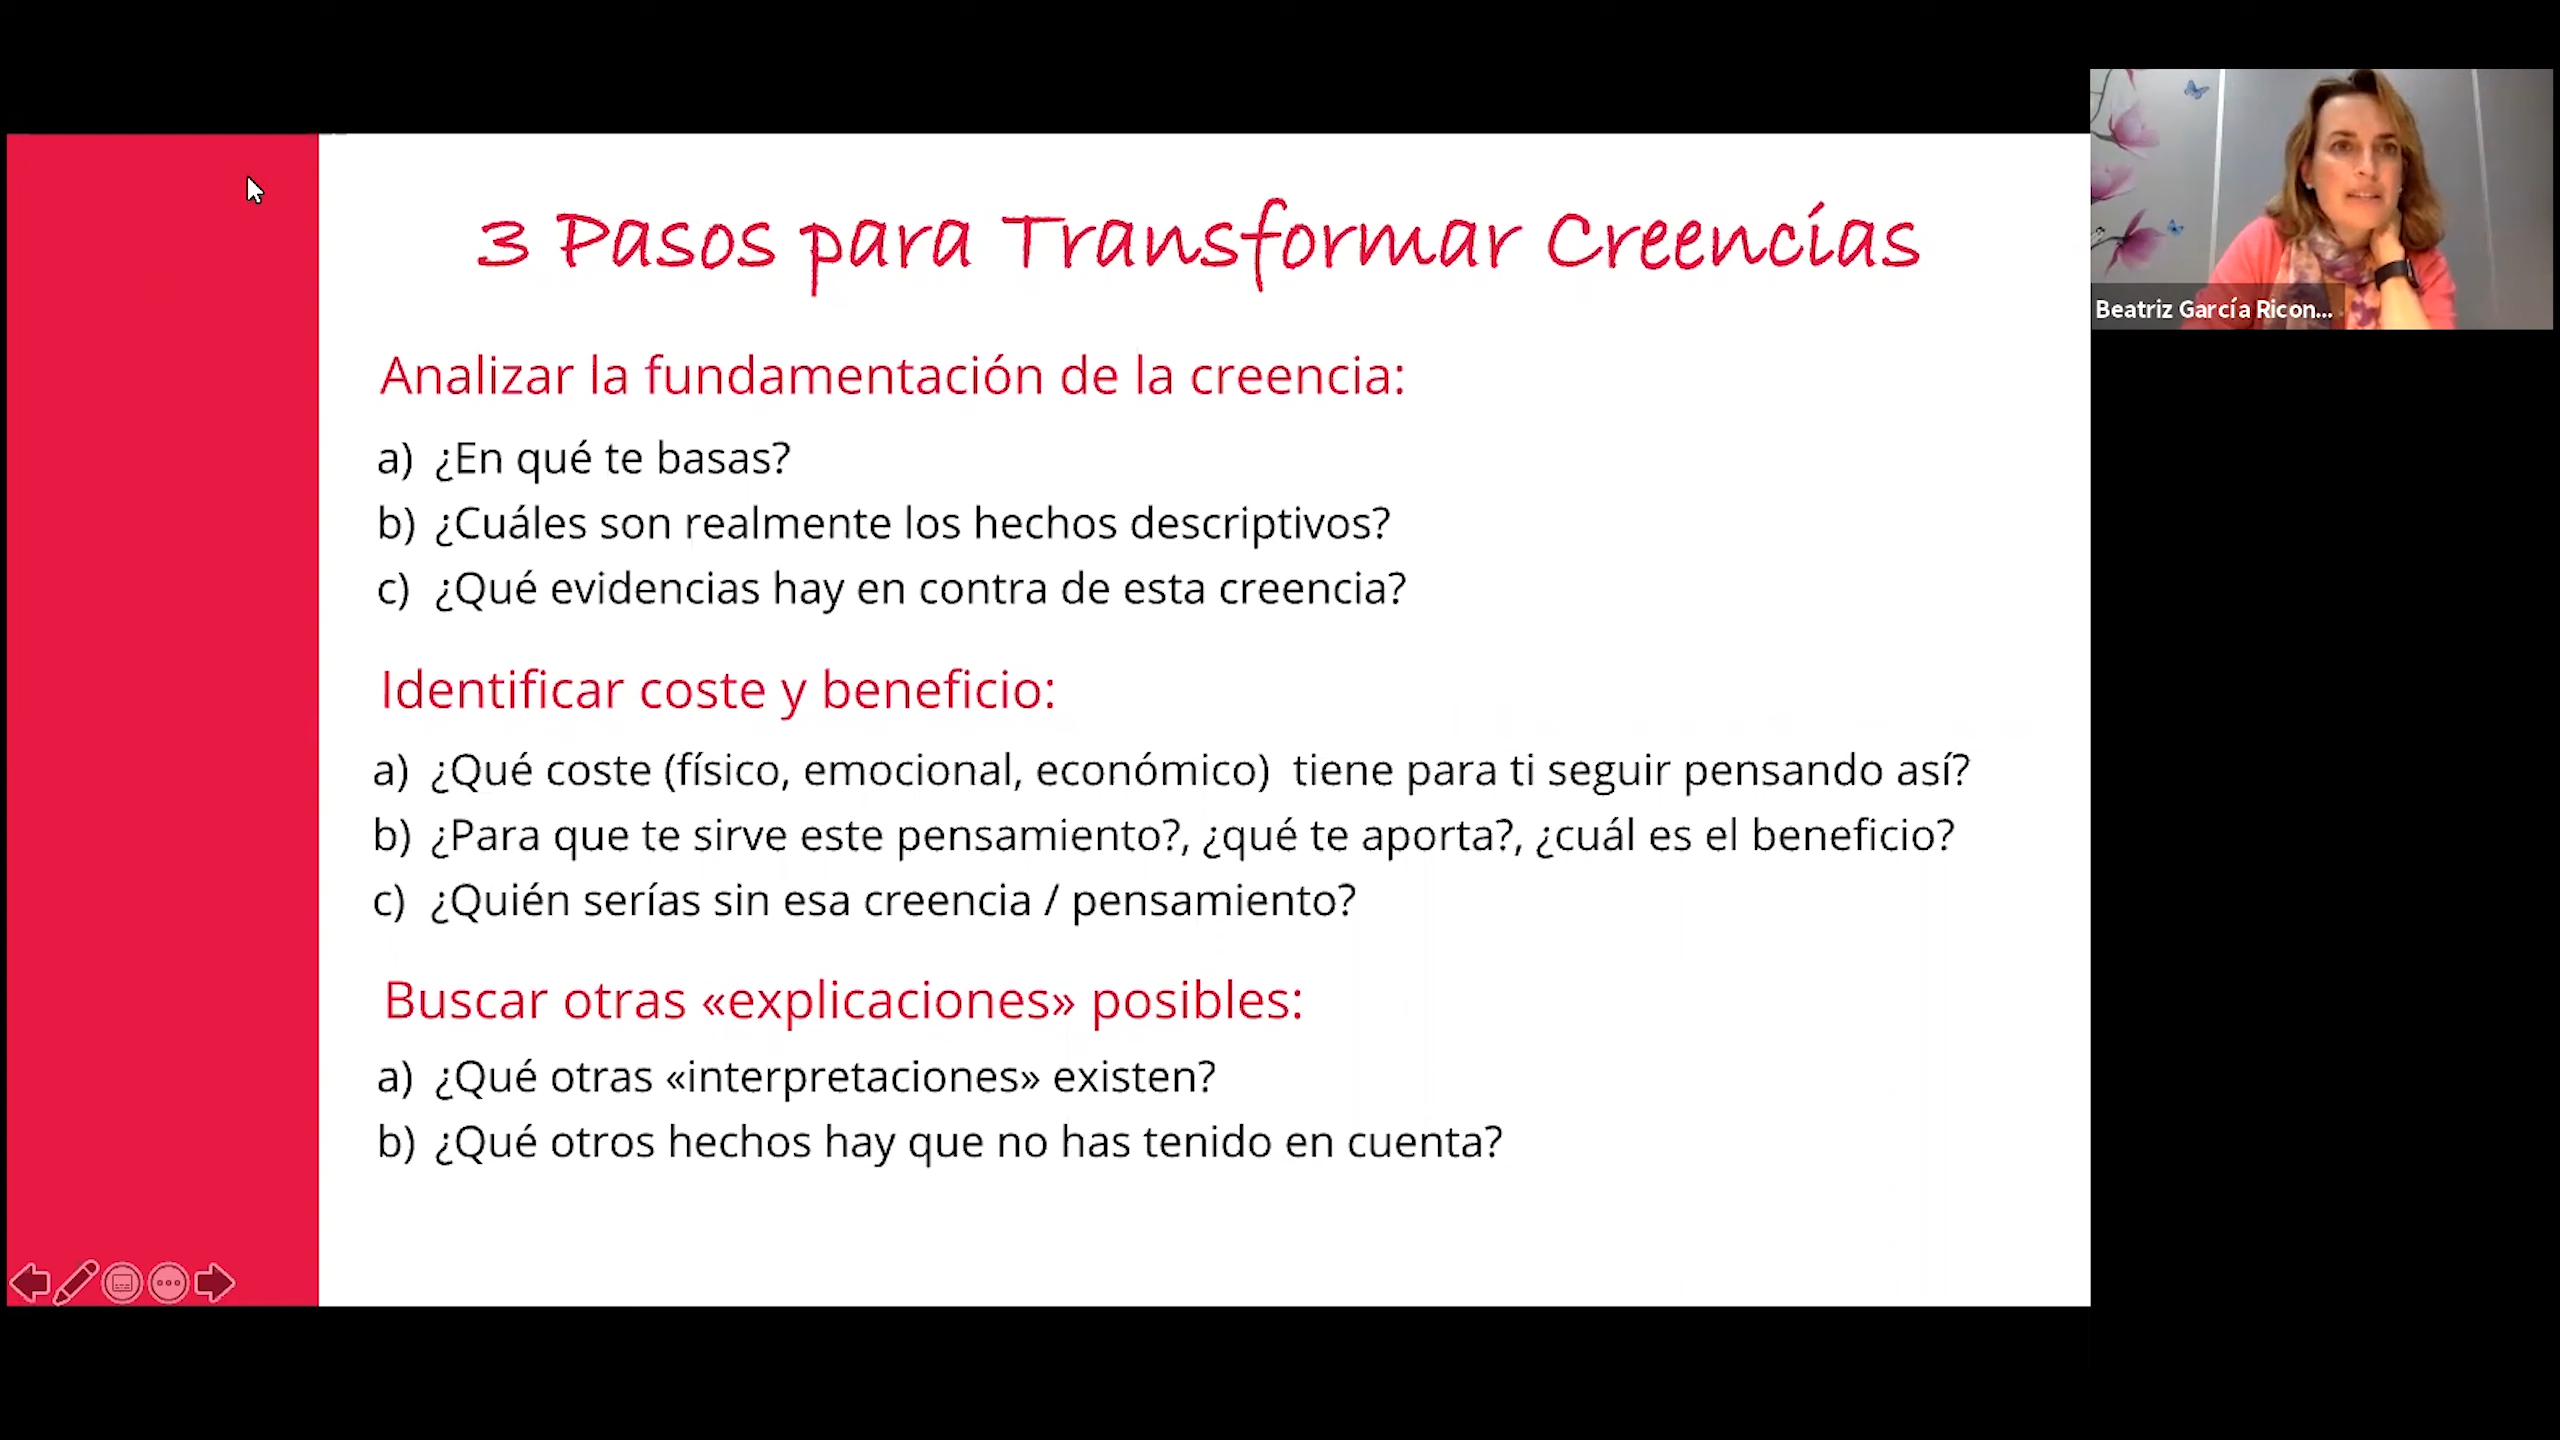 3 Pasos para Transformar Creencias
Analizar la fundamentación de la creencia:
a) ¿En qué te basas?
b) ¿Cuáles son realmente los hechos descriptivos?
c) ¿Qué evidencias hay en contra de esta creencia?
Identificar coste y beneficio:
a) ¿Qué coste (físico, emocional, económico) tiene para ti seguir pensando así?
b) ¿Para que te sirve este pensamiento?, ¿qué te aporta?, ¿cuál es el beneficio?
c) ¿Quién serías sin esa creencia / pensamiento?
Buscar otras «explicaciones» posibles:
a) ¿Qué otras «interpretaciones» existen?
b) ¿Qué otros hechos hay que no has tenido en cuenta?
Beatriz García Ricon...